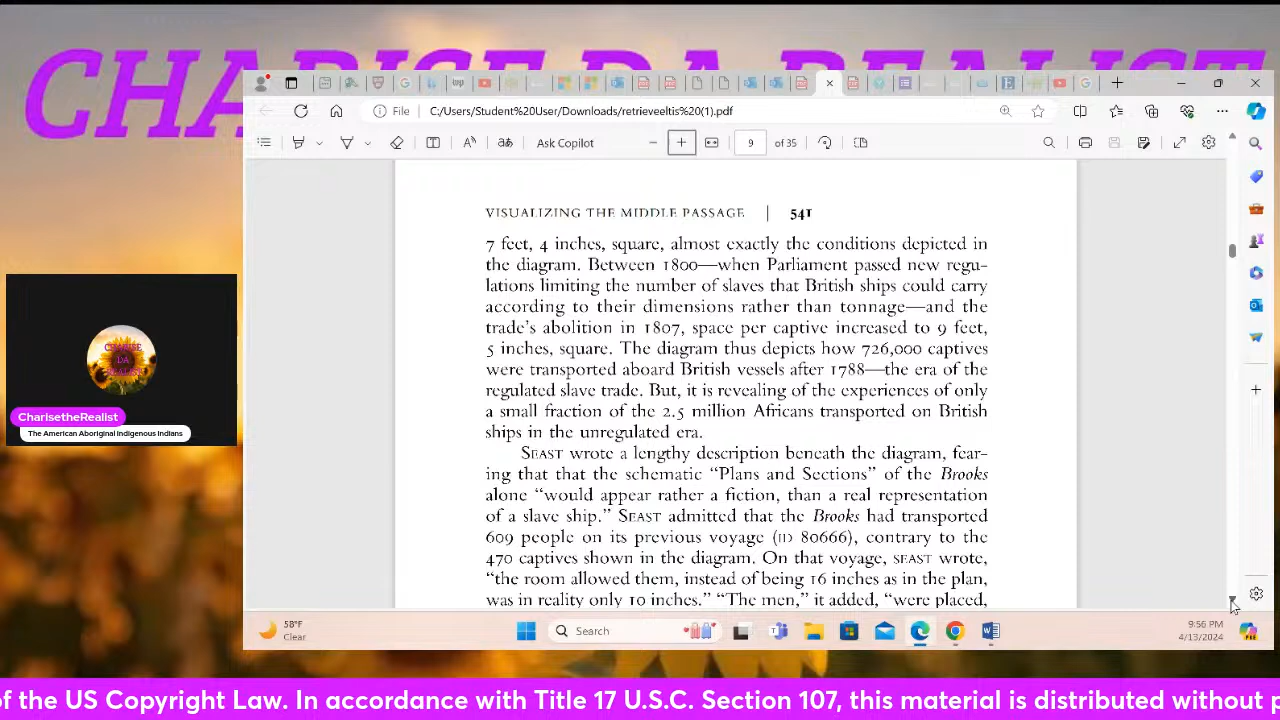 CHARISE DA REALIST
File
C:/Users/Student%20User/Downloads/retrieveeltis%20(1).pdf
Ask Copilot
9
of 35
VISUALIZING THE MIDDLE PASSAGE | 541
7 feet, 4 inches, square, almost exactly the conditions depicted in
the diagram. Between 1800—when Parliament passed new regu-
lations limiting the number of slaves that British ships could carry
according to their dimensions rather than tonnage—and the
trade's abolition in 1807, space per captive increased to 9 feet,
5 inches, square. The diagram thus depicts how 726,000 captives
were transported aboard British vessels after 1788—the era of the
regulated slave trade. But, it is revealing of the experiences of only
a small fraction of the 2.5 million Africans transported on British
ships in the unregulated era.
SEAST wrote a lengthy description beneath the diagram, fear-
ing that that the schematic “Plans and Sections” of the Brooks
alone “would appear rather a fiction, than a real representation
of a slave ship.” SEAST admitted that the Brooks had transported
609 people on its previous voyage (ID 80666), contrary to the
470 captives shown in the diagram. On that voyage, SEAST wrote,
“the room allowed them, instead of being 16 inches as in the plan,
was in reality only 10 inches.” “The men,” it added, “were placed,
CHARISE
DA
REALIST
CharisetheRealist
The American Aboriginal Indigenous Indians
58°F
Clear
Search
9:56 PM
4/13/2024
of the US Copyright Law. In accordance with Title 17 U.S.C. Section 107, this material is distributed without p